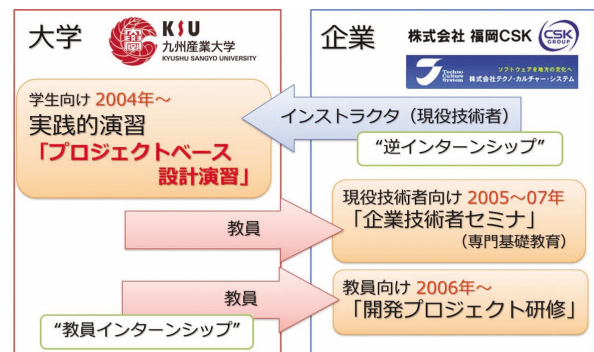 大学
KSU
九州産業大学
KYUSHU SANGYO UNIVERSITY
企業
株式会社 福岡CSK
CSK
GROUP
Techno
Culture
System
ソフトウェアを地方の文化へ
株式会社テクノ・カルチャー・システム
学生向け 2004年～
実践的演習
「プロジェクトベース
設計演習」
インストラクタ（現役技術者）
“逆インターンシップ”
教員
現役技術者向け 2005～07年
「企業技術者セミナ」
（専門基礎教育）
教員
“教員インターンシップ”
教員向け 2006年～
「開発プロジェクト研修」